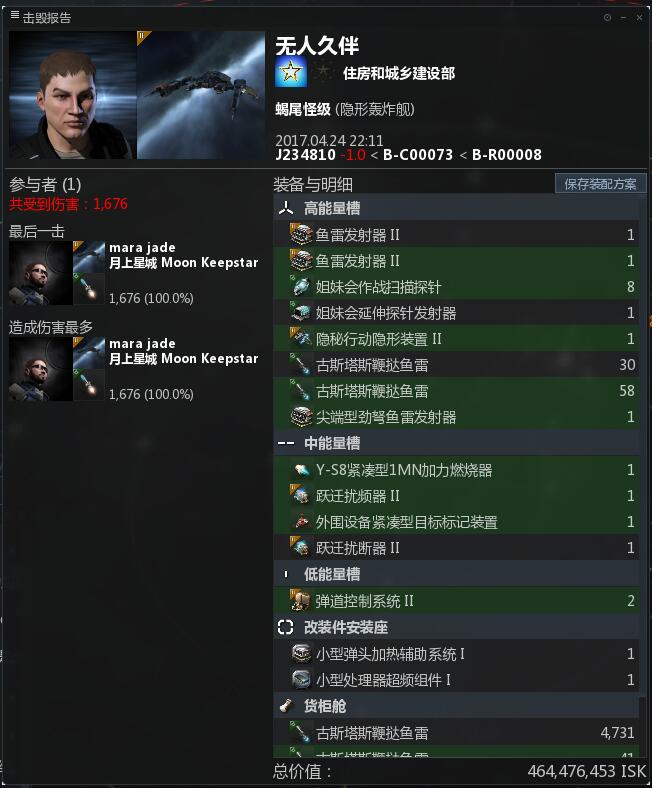 击毁报告
无人久伴
住房和城乡建设部
蝎尾怪级 (隐形轰炸舰)
2017.04.24 22:11
J234810 -1.0 < B-C00073 < B-R00008
参与者 (1)
共受到伤害：1,676
最后一击
mara jade
月上星城 Moon Keepstar
1,676 (100.0%)
造成伤害最多
mara jade
月上星城 Moon Keepstar
1,676 (100.0%)
装备与明细
保存装配方案
高能量槽
鱼雷发射器 II 1
鱼雷发射器 II 1
姐妹会作战扫描探针 8
姐妹会延伸探针发射器 1
隐秘行动隐形装置 II 1
古斯塔斯鞭挞鱼雷 30
古斯塔斯鞭挞鱼雷 58
尖端型劲弩鱼雷发射器 1
中能量槽
Y-S8紧凑型1MN加力燃烧器 1
跃迁扰频器 II 1
外围设备紧凑型目标标记装置 1
跃迁扰断器 II 1
低能量槽
弹道控制系统 II 2
改装件安装座
小型弹头加热辅助系统 I 1
小型处理器超频组件 I 1
货柜舱
古斯塔斯鞭挞鱼雷 4,731
总价值： 464,476,453 ISK